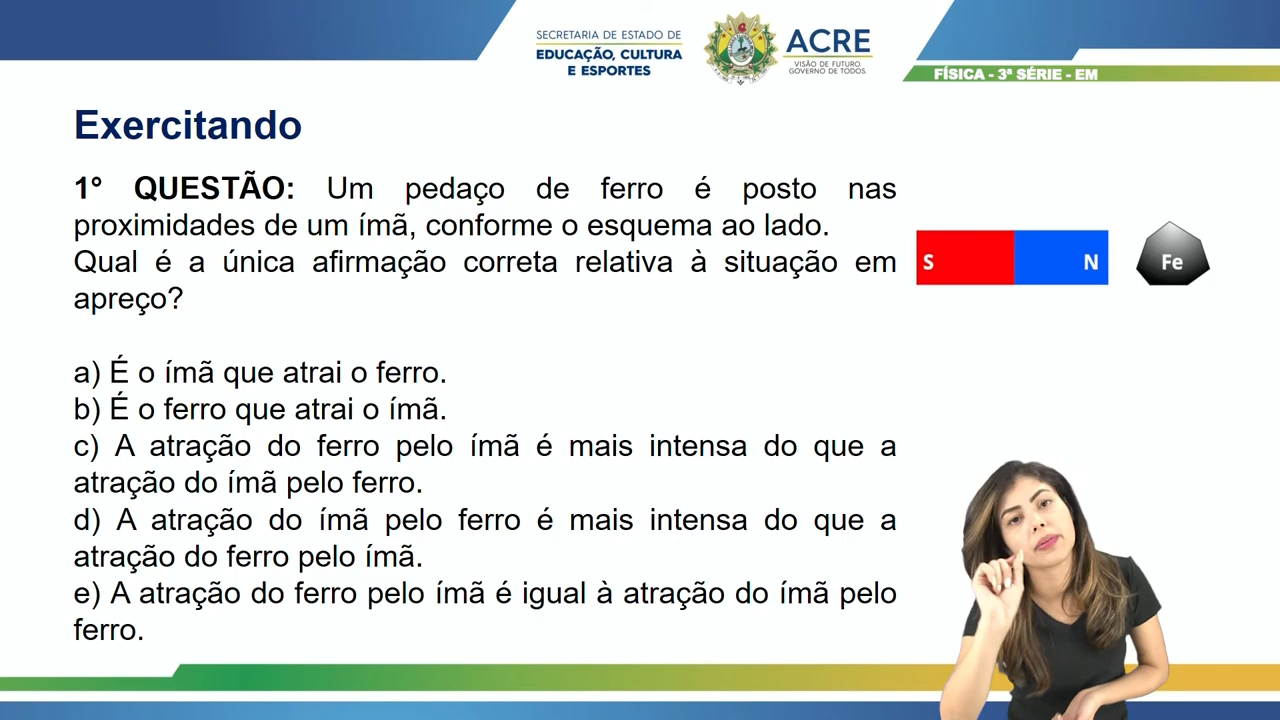 SECRETARIA DE ESTADO DE
EDUCAÇÃO, CULTURA
E ESPORTES
ACRE
VISÃO DE FUTURO
GOVERNO DE TODOS
FÍSICA - 3ª SÉRIE - EM
Exercitando
1° QUESTÃO: Um pedaço de ferro é posto nas
proximidades de um ímã, conforme o esquema ao lado.
Qual é a única afirmação correta relativa à situação em
apreço?
S N Fe
a) É o ímã que atrai o ferro.
b) É o ferro que atrai o ímã.
c) A atração do ferro pelo ímã é mais intensa do que a
atração do ímã pelo ferro.
d) A atração do ímã pelo ferro é mais intensa do que a
atração do ferro pelo ímã.
e) A atração do ferro pelo ímã é igual à atração do ímã pelo
ferro.